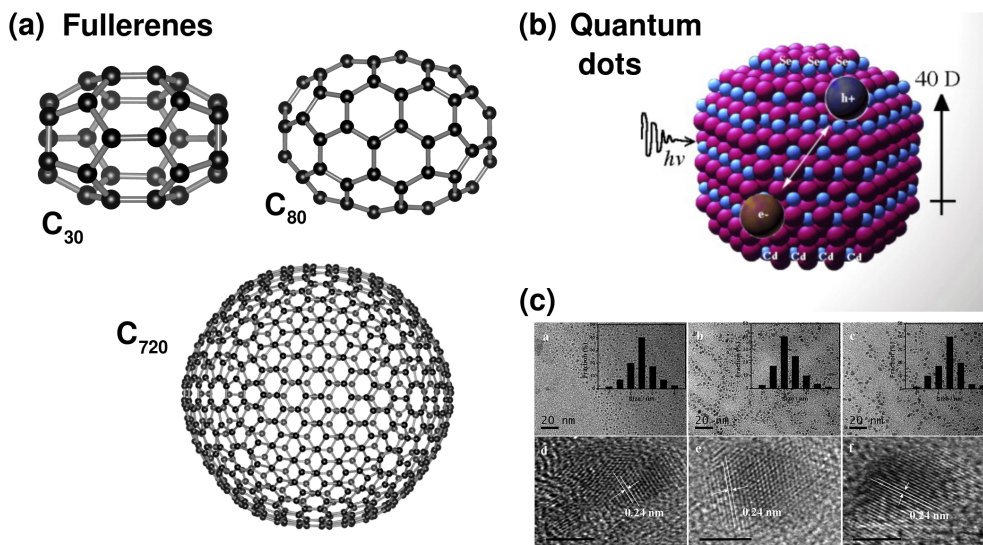 (a) Fullerenes
C30
C80
C720
(b) Quantum
dots
Se Se Se
h+
40 D
hν
e-
Cd Cd Cd Cd
(c)
a
b
c
20 nm
20 nm
20 nm
d
e
f
0.24 nm
0.24 nm
0.24 nm